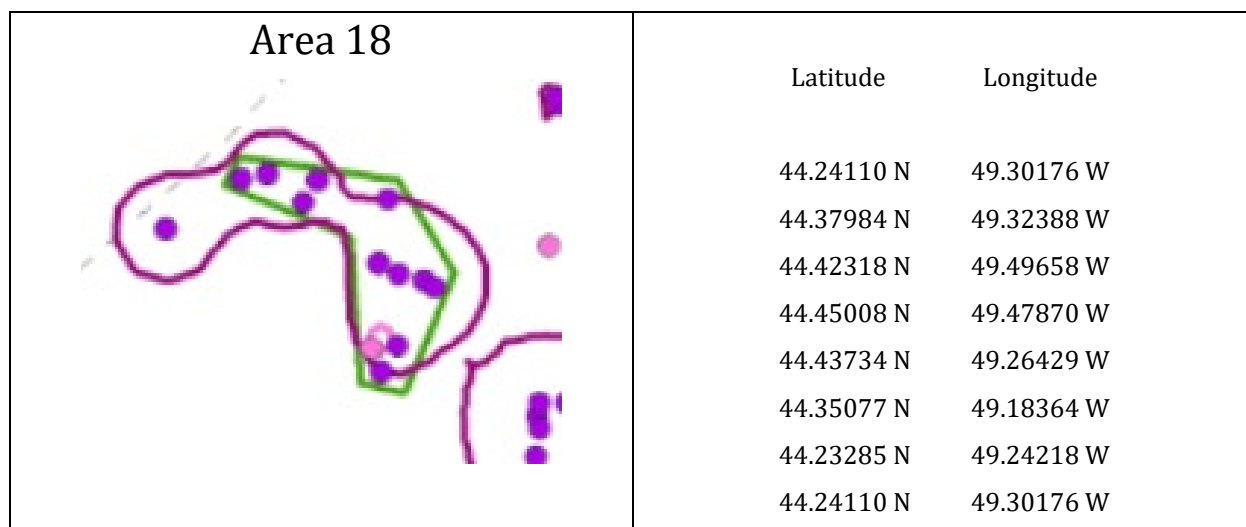 Area 18
Latitude Longitude
44.24110 N 49.30176 W
44.37984 N 49.32388 W
44.42318 N 49.49658 W
44.45008 N 49.47870 W
44.43734 N 49.26429 W
44.35077 N 49.18364 W
44.23285 N 49.24218 W
44.24110 N 49.30176 W